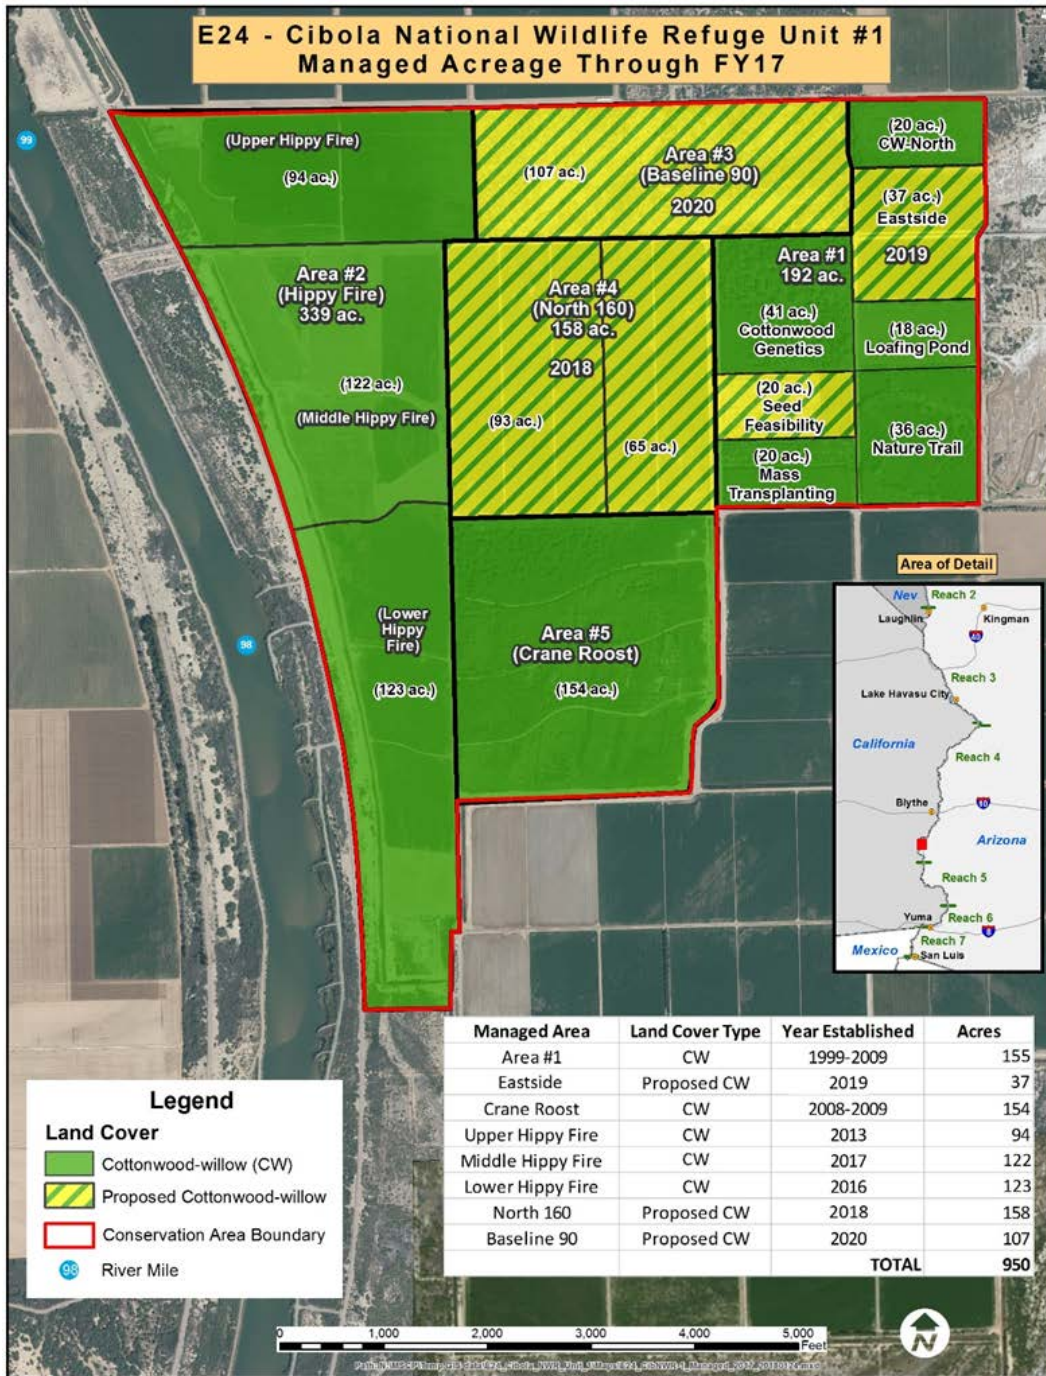 E24 - Cibola National Wildlife Refuge Unit #1
Managed Acreage Through FY17
99
(Upper Hippy Fire)
(94 ac.)
(107 ac.)
Area #3
(Baseline 90)
2020
(20 ac.)
CW-North
(37 ac.)
Eastside
2019
Area #2
(Hippy Fire)
339 ac.
(122 ac.)
(Middle Hippy Fire)
Area #4
(North 160)
158 ac.
2018
(93 ac.)
(65 ac.)
Area #1
192 ac.
(41 ac.)
Cottonwood
Genetics
(18 ac.)
Loafing Pond
(20 ac.)
Seed
Feasibility
(36 ac.)
Nature Trail
(20 ac.)
Mass
Transplanting
98
(Lower
Hippy
Fire)
(123 ac.)
Area #5
(Crane Roost)
(154 ac.)
Area of Detail
Nev
Reach 2
Laughlin
Kingman
40
Reach 3
Lake Havasu City
California
Reach 4
Blythe
10
Arizona
Reach 5
Yuma
Reach 6
8
Mexico
Reach 7
San Luis
Managed Area Land Cover Type Year Established Acres
Area #1 CW 1999-2009 155
Eastside Proposed CW 2019 37
Crane Roost CW 2008-2009 154
Upper Hippy Fire CW 2013 94
Middle Hippy Fire CW 2017 122
Lower Hippy Fire CW 2016 123
North 160 Proposed CW 2018 158
Baseline 90 Proposed CW 2020 107
TOTAL 950
Legend
Land Cover
Cottonwood-willow (CW)
Proposed Cottonwood-willow
Conservation Area Boundary
98 River Mile
0 1,000 2,000 3,000 4,000 5,000
Feet
N